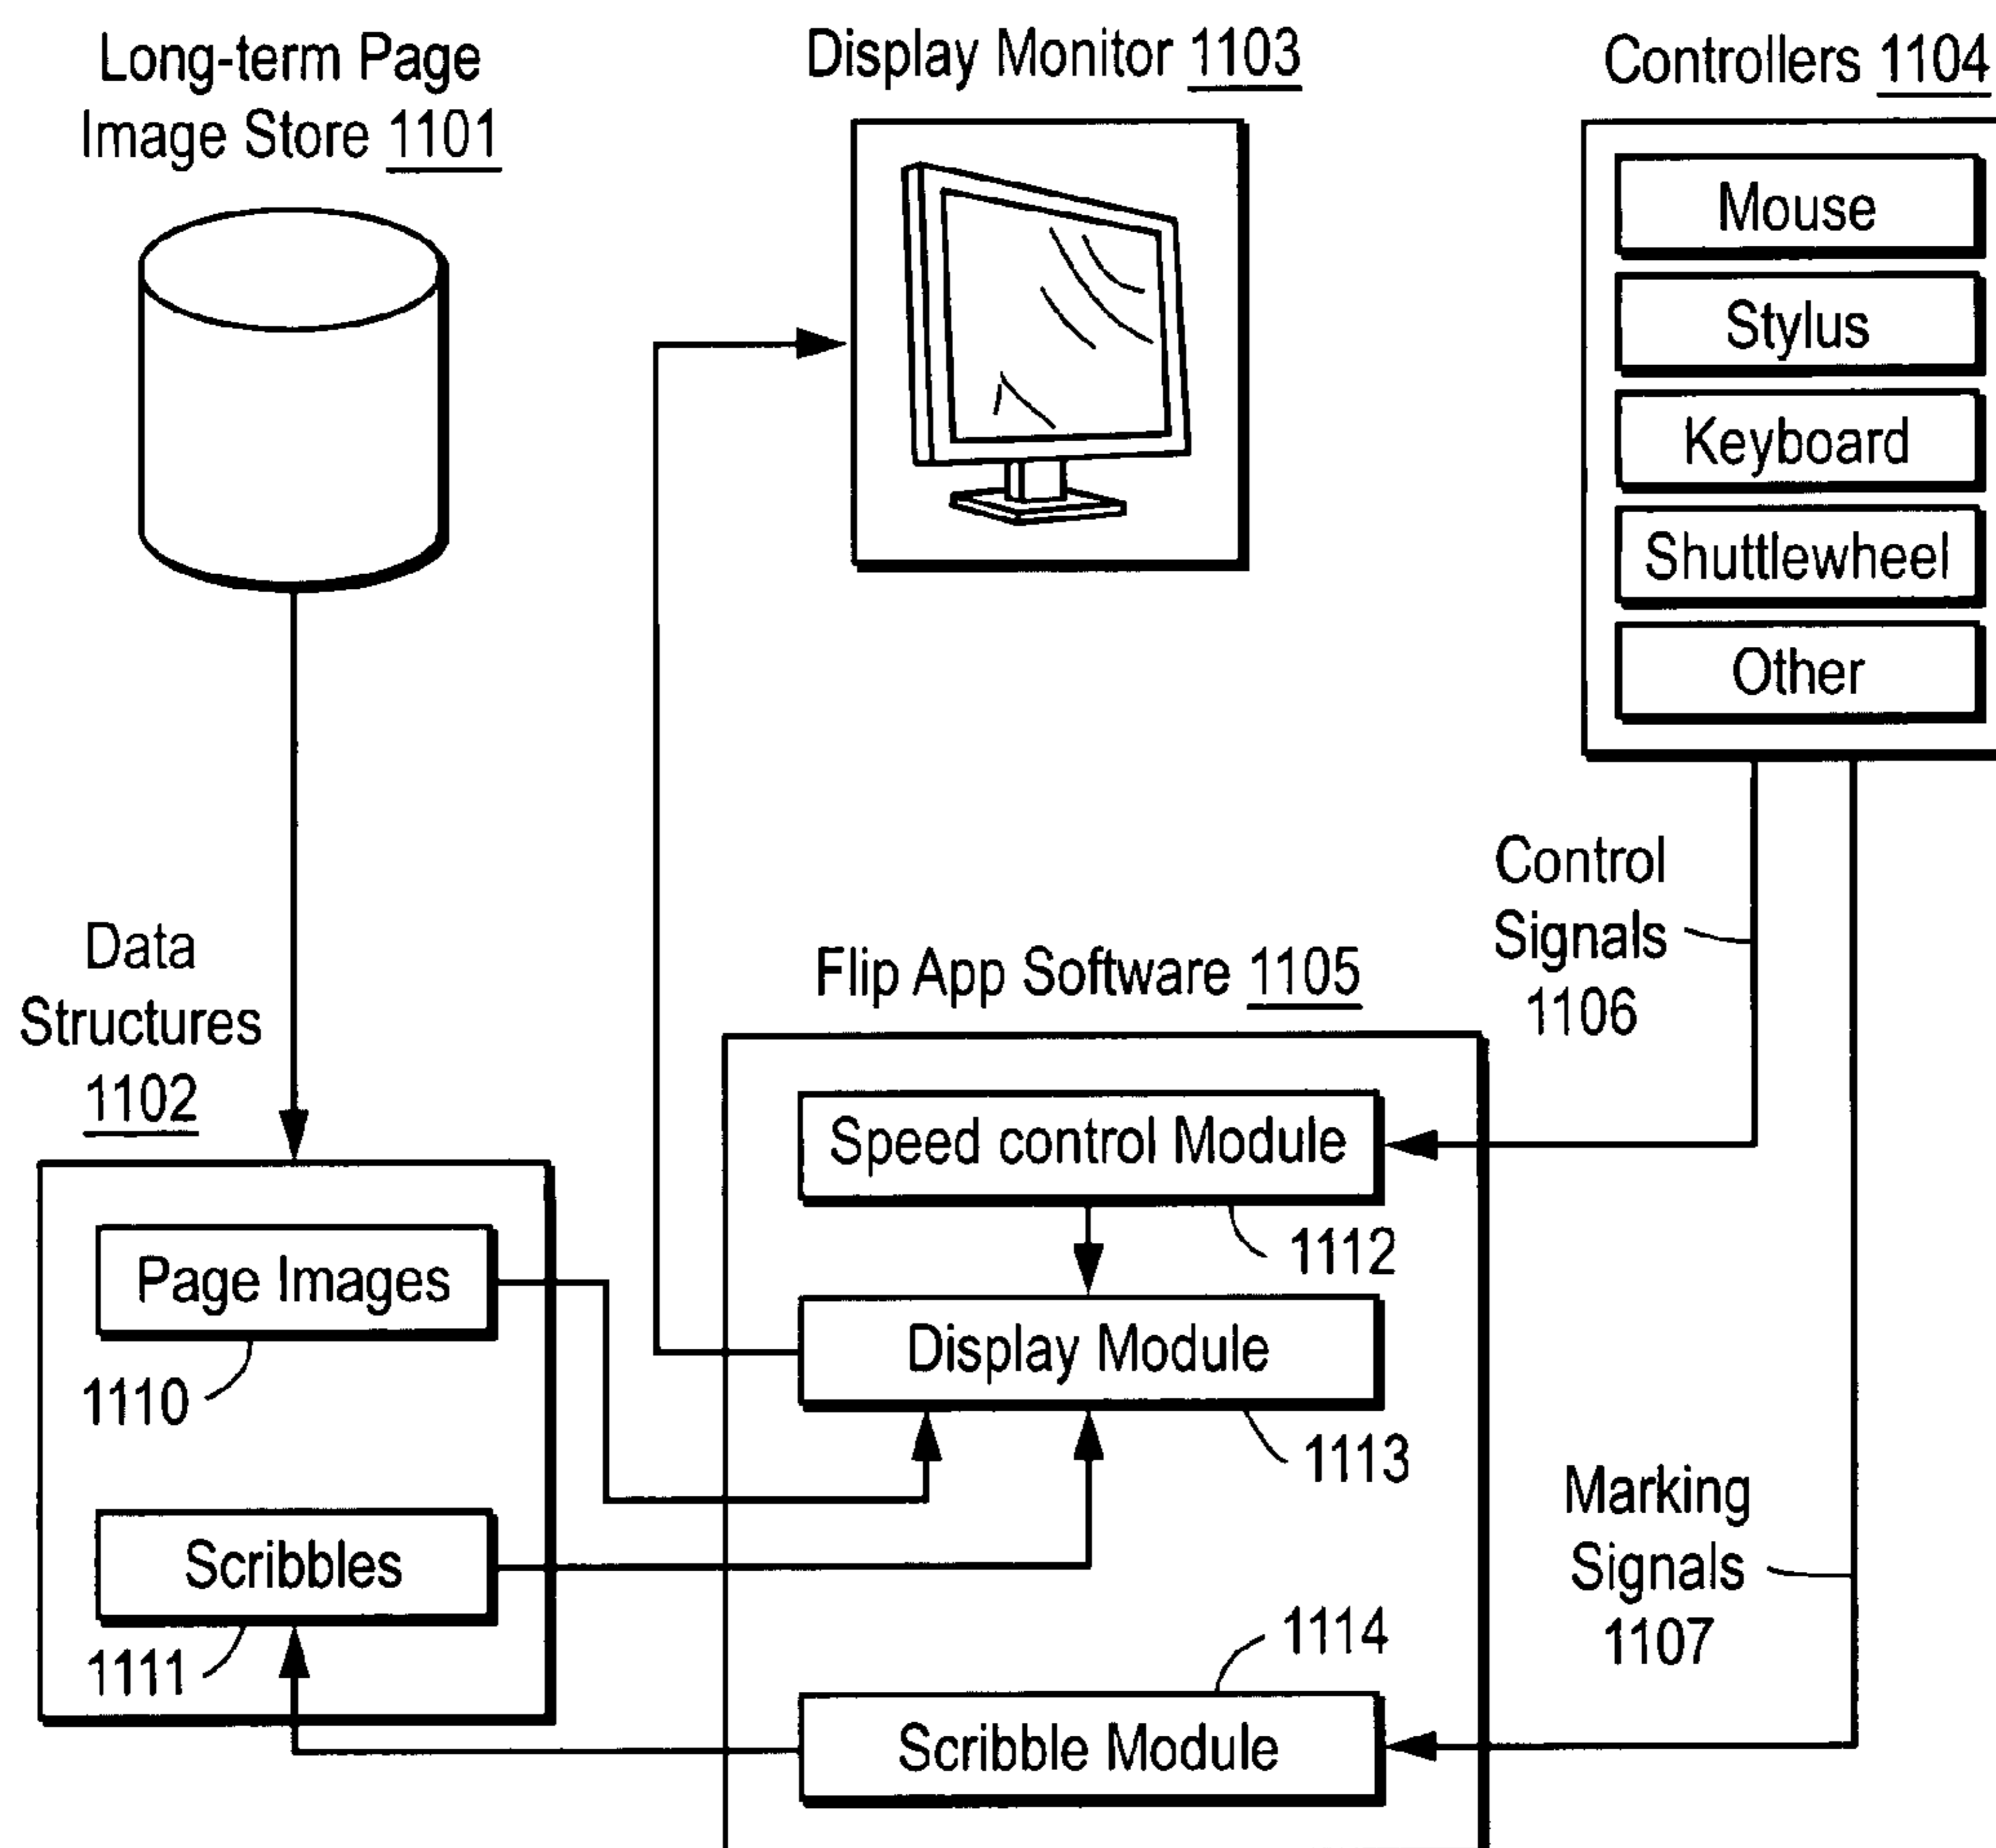 Long-term Page
Image Store 1101
Display Monitor 1103
Controllers 1104
Mouse
Stylus
Keyboard
Shuttlewheel
Other
Control
Signals
1106
Data
Structures
1102
Flip App Software 1105
Speed control Module
1112
Page Images
1110
Display Module
1113
Marking
Signals
1107
Scribbles
1111
1114
Scribble Module